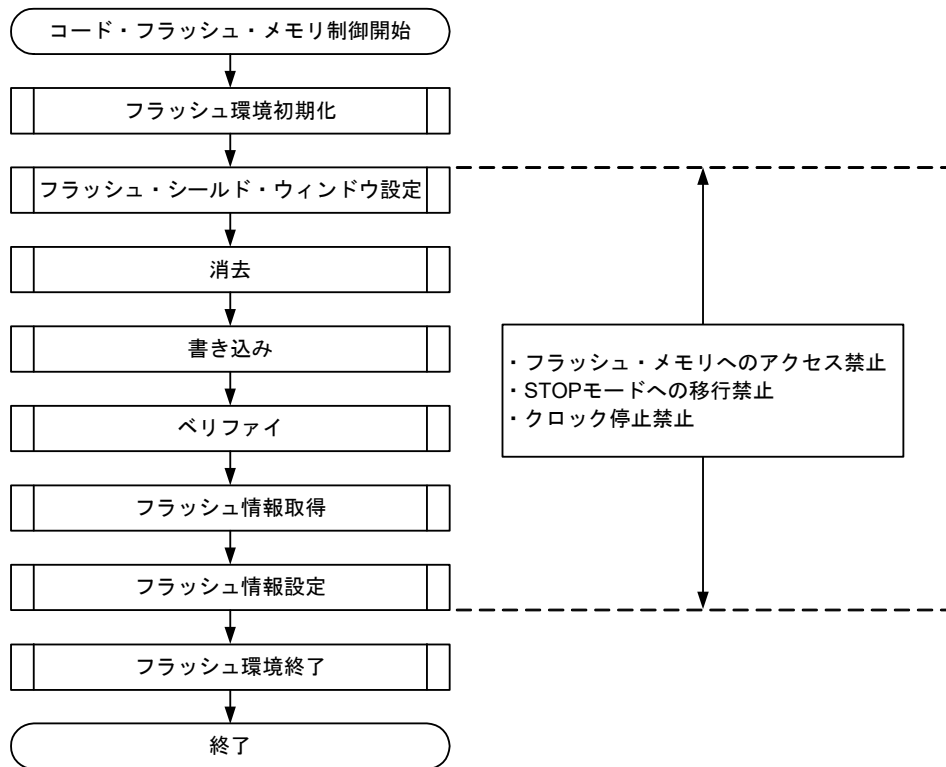 コード・フラッシュ・メモリ制御開始
フラッシュ環境初期化
フラッシュ・シールド・ウィンドウ設定
消去
書き込み
ベリファイ
フラッシュ情報取得
フラッシュ情報設定
フラッシュ環境終了
終了
・フラッシュ・メモリへのアクセス禁止
・STOPモードへの移行禁止
・クロック停止禁止